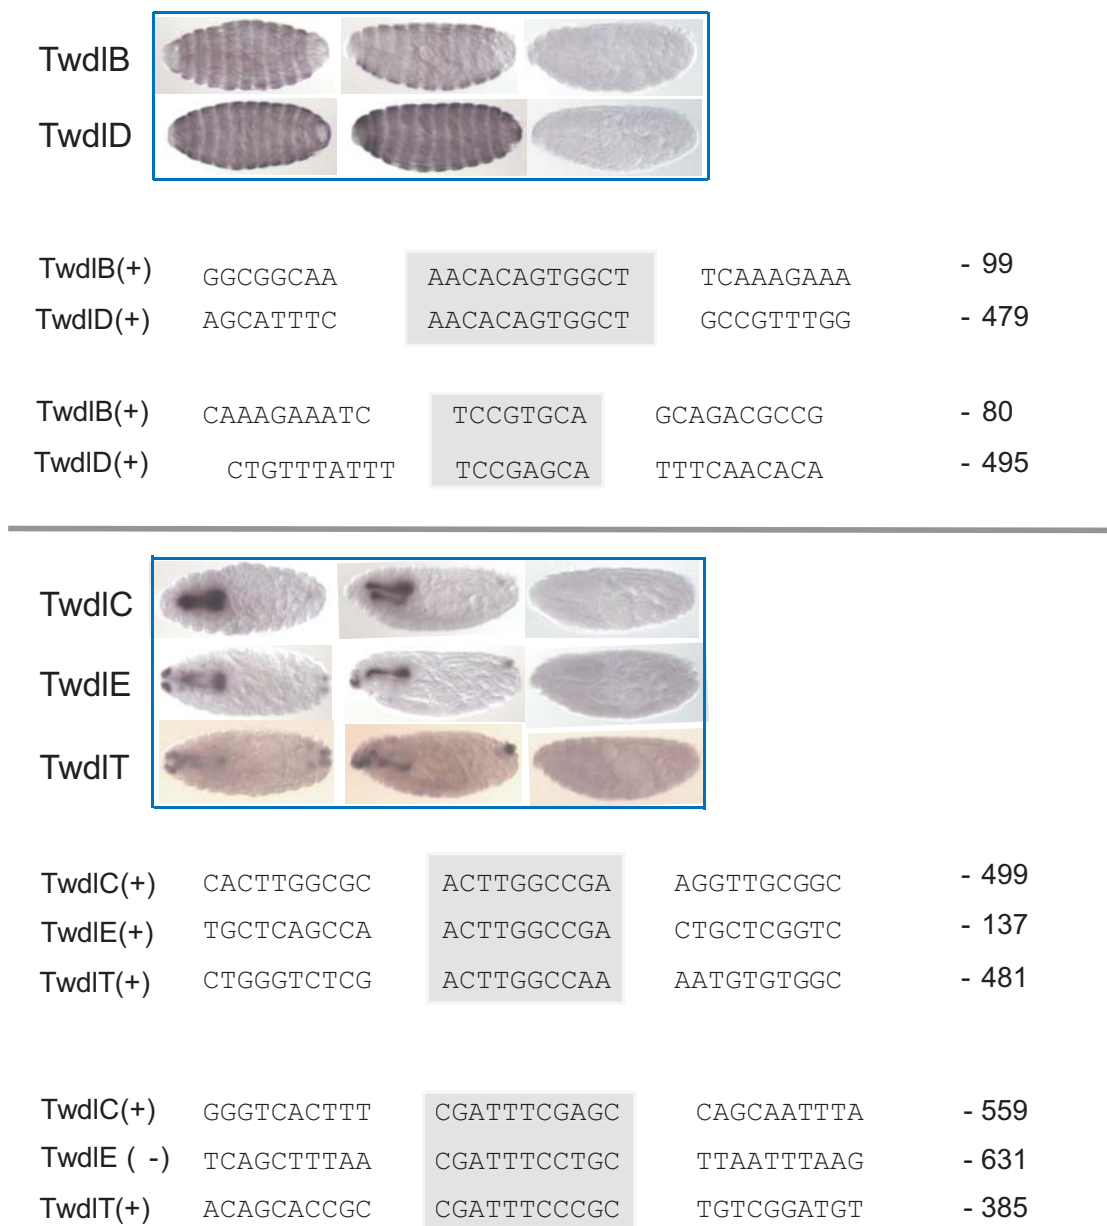 TwdlB
TwdlD
TwdlB(+) GGCGGCAA AACACAGTGGCT TCAAAGAAA - 99
TwdlD(+) AGCATTTC AACACAGTGGCT GCCGTTTGG - 479
TwdlB(+) CAAAGAAATC TCCGTGCA GCAGACGCCG - 80
TwdlD(+) CTGTTTATTT TCCGAGCA TTTCAACACA - 495
TwdlC
TwdlE
TwdlT
TwdlC(+) CACTTGGCGC ACTTGGCCGA AGGTTGCGGC - 499
TwdlE(+) TGCTCAGCCA ACTTGGCCGA CTGCTCGGTC - 137
TwdlT(+) CTGGGTCTCG ACTTGGCCAA AATGTGTGGC - 481
TwdlC(+) GGGTCACTTT CGATTTCGAGC CAGCAATTTA - 559
TwdlE ( -) TCAGCTTTAA CGATTTCCTGC TTAATTTAAG - 631
TwdlT(+) ACAGCACCGC CGATTTCCCGC TGTCGGATGT - 385